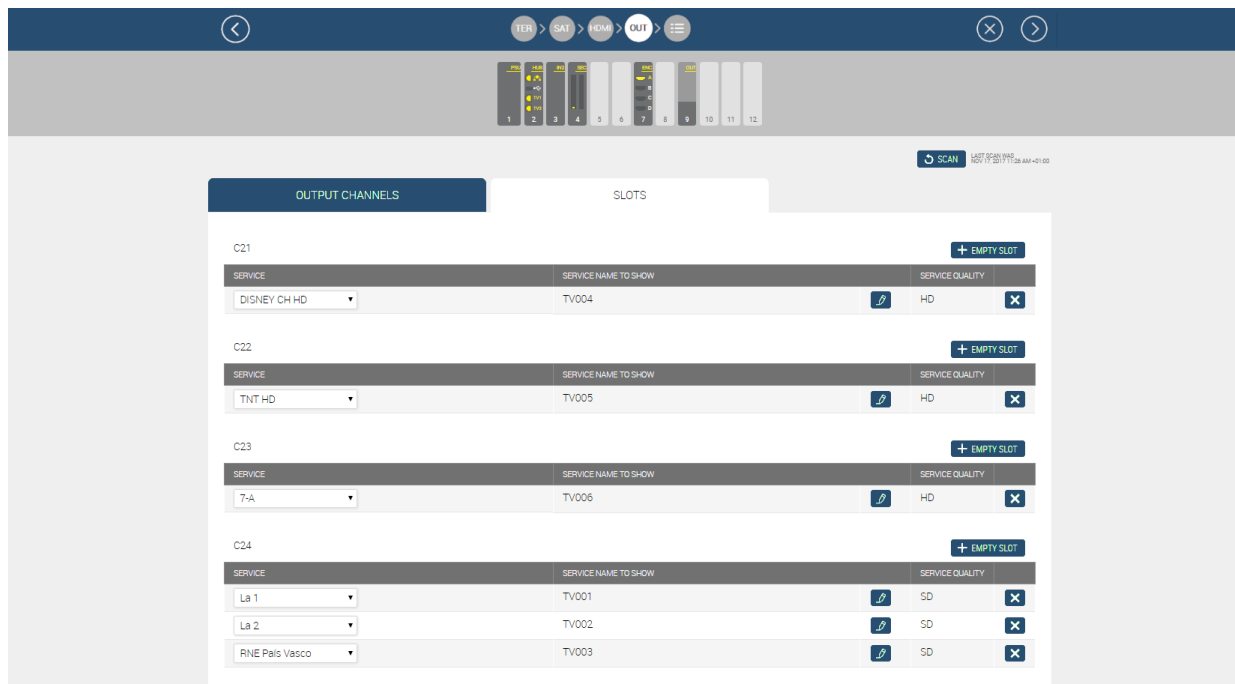 TER > SAT > HDMI > OUT >
PSU HUB IRD SEC ENC OUT
A
B
TV1 C
TV2 D
1 2 3 4 5 6 7 8 9 10 11 12
SCAN LAST SCAN WAS
NOV 17, 2017 11:26 AM +01:00
OUTPUT CHANNELS SLOTS
C21 + EMPTY SLOT
SERVICE SERVICE NAME TO SHOW SERVICE QUALITY
DISNEY CH HD TV004 HD
C22 + EMPTY SLOT
SERVICE SERVICE NAME TO SHOW SERVICE QUALITY
TNT HD TV005 HD
C23 + EMPTY SLOT
SERVICE SERVICE NAME TO SHOW SERVICE QUALITY
7-A TV006 HD
C24 + EMPTY SLOT
SERVICE SERVICE NAME TO SHOW SERVICE QUALITY
La 1 TV001 SD
La 2 TV002 SD
RNE País Vasco TV003 SD